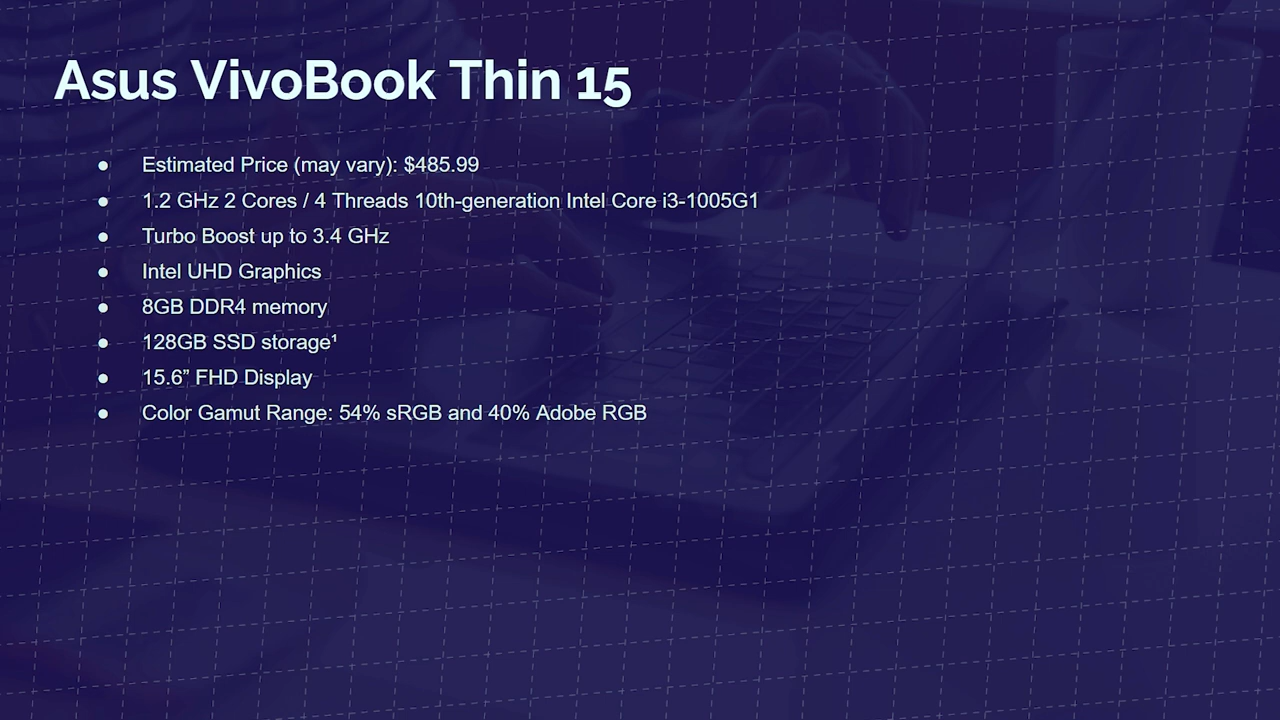 Asus VivoBook Thin 15
● Estimated Price (may vary): $485.99
● 1.2 GHz 2 Cores / 4 Threads 10th-generation Intel Core i3-1005G1
● Turbo Boost up to 3.4 GHz
● Intel UHD Graphics
● 8GB DDR4 memory
● 128GB SSD storage¹
● 15.6” FHD Display
● Color Gamut Range: 54% sRGB and 40% Adobe RGB